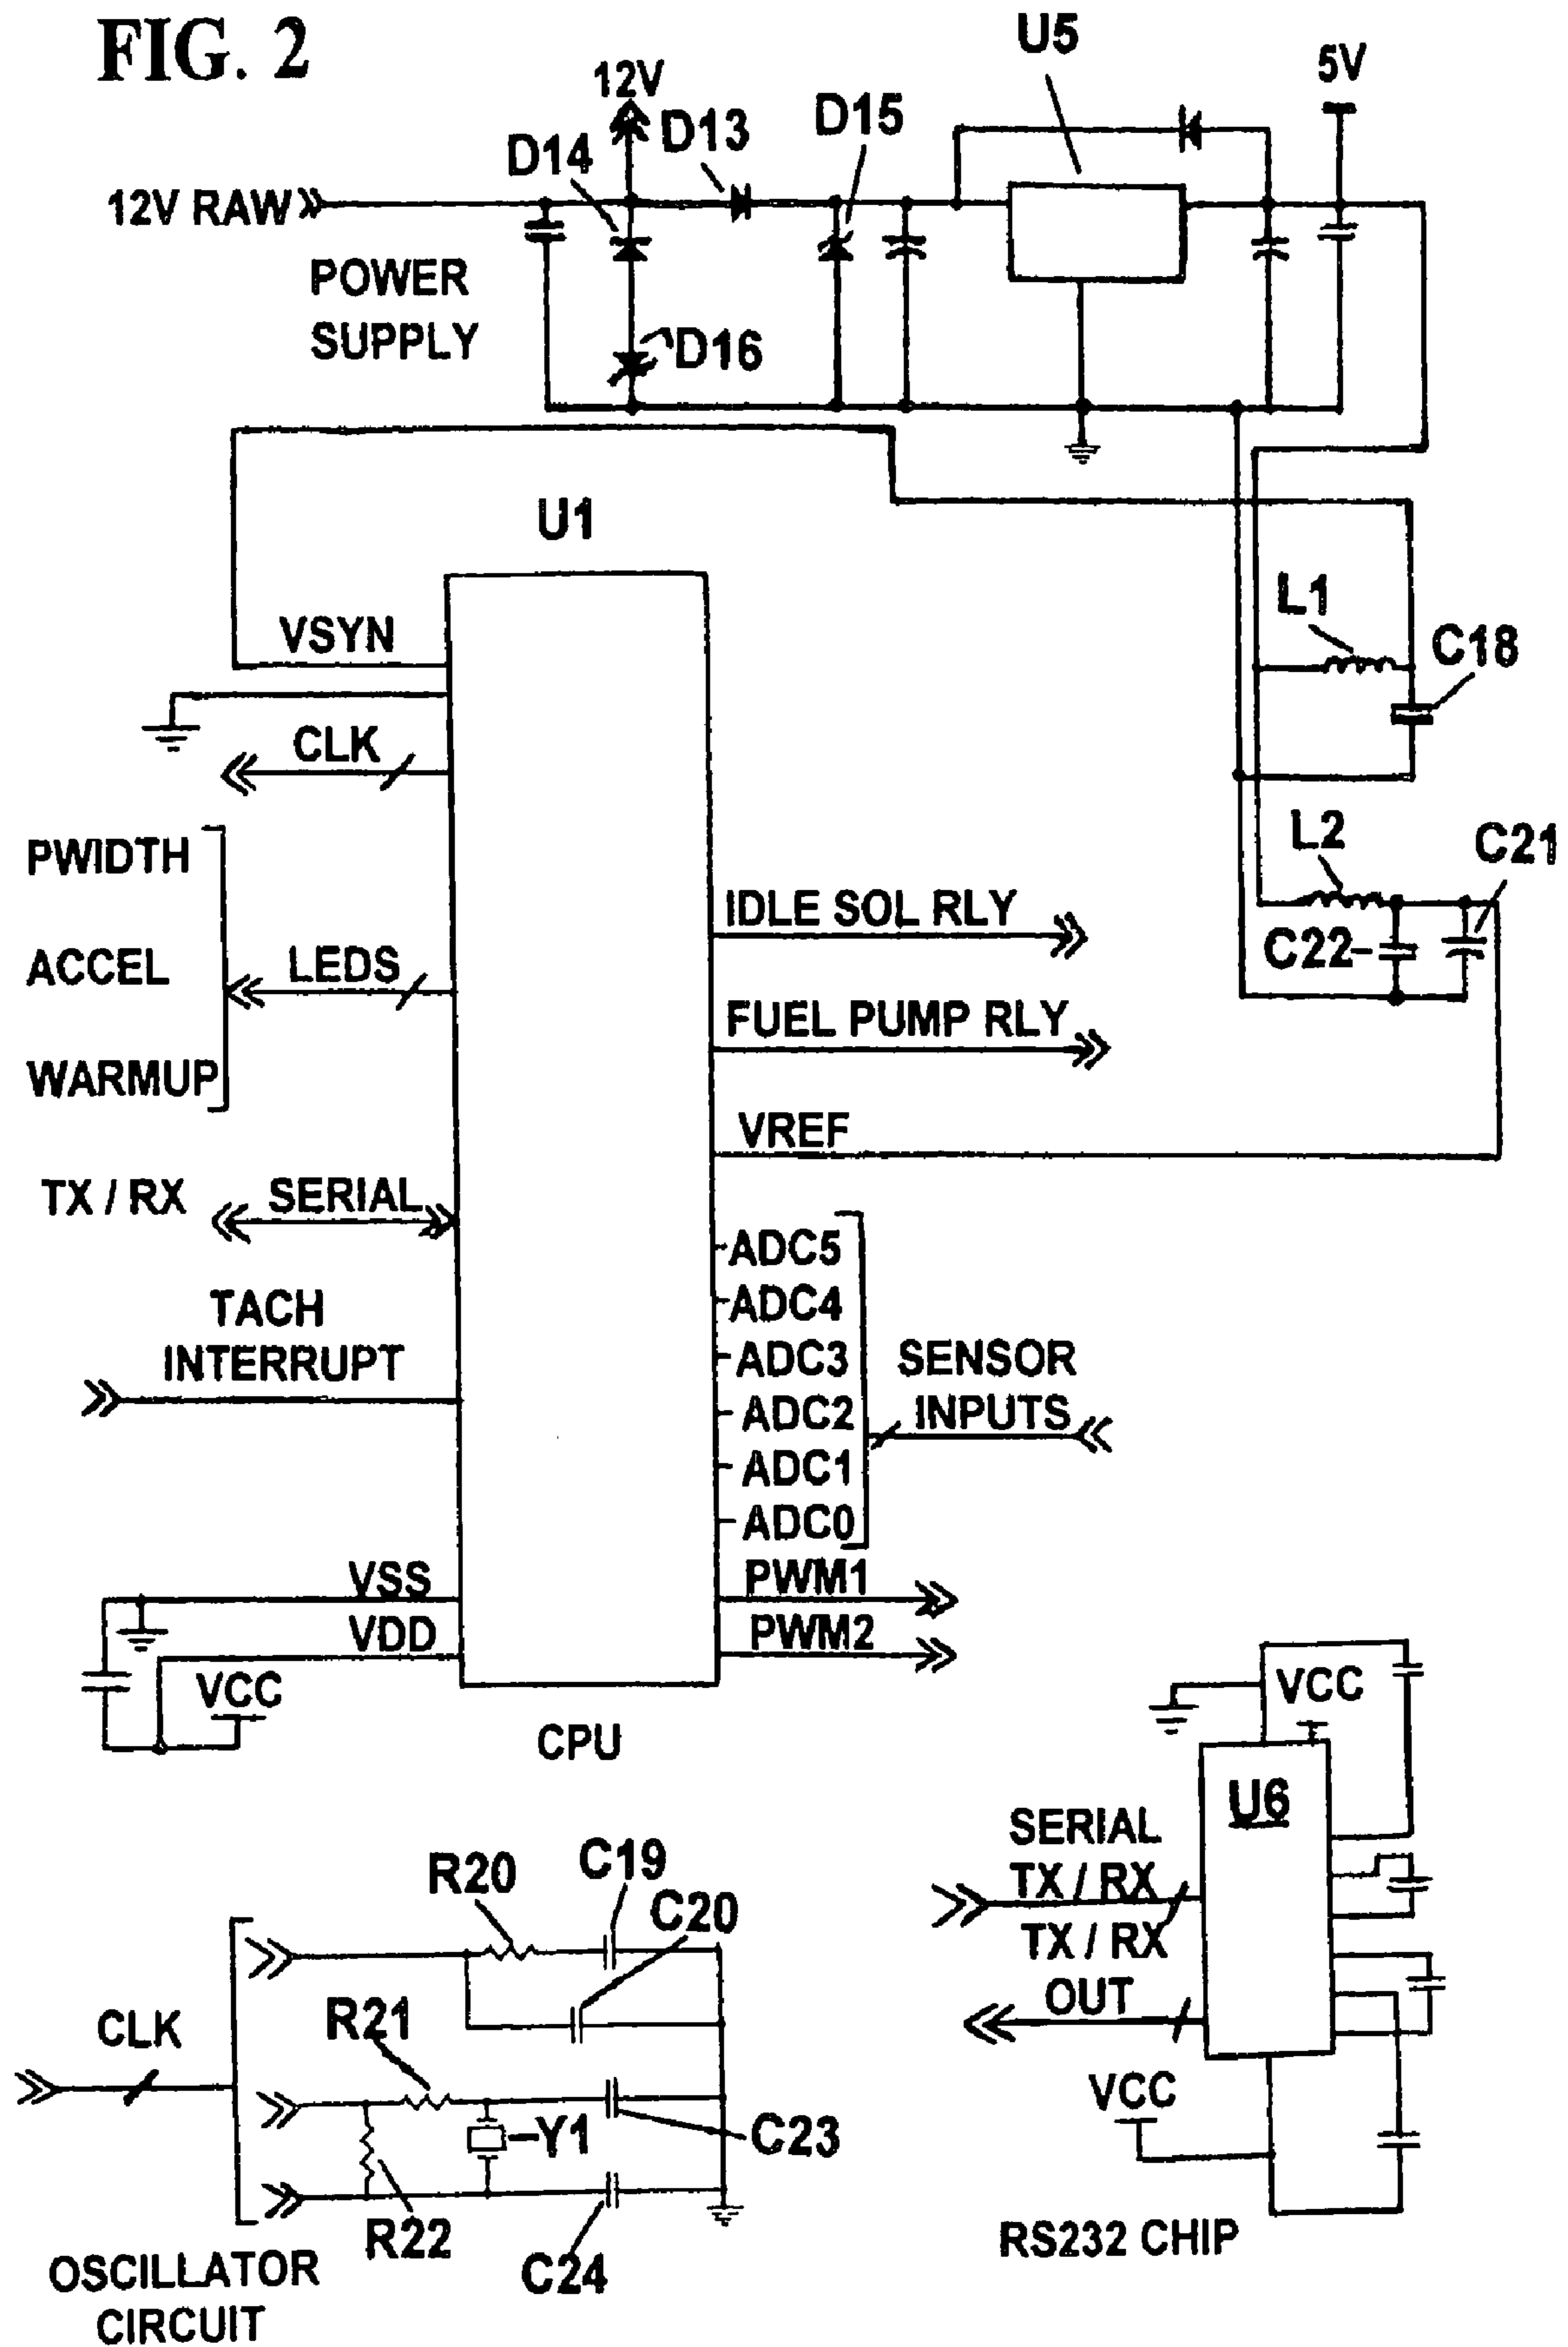 FIG. 2
U5
12V
5V
D13
D15
D14
12V RAW
POWER
SUPPLY
D16
U1
L1
VSYN
C18
CLK
L2
C21
PWIDTH
IDLE SOL RLY
C22
ACCEL
LEDS
FUEL PUMP RLY
WARMUP
VREF
TX / RX
SERIAL
ADC5
TACH
INTERRUPT
ADC4
ADC3
SENSOR
INPUTS
ADC2
ADC1
ADC0
VSS
PWM1
VDD
PWM2
VCC
VCC
CPU
U6
SERIAL
TX / RX
TX / RX
OUT
R20
C19
C20
CLK
R21
VCC
Y1
C23
R22
C24
RS232 CHIP
OSCILLATOR
CIRCUIT